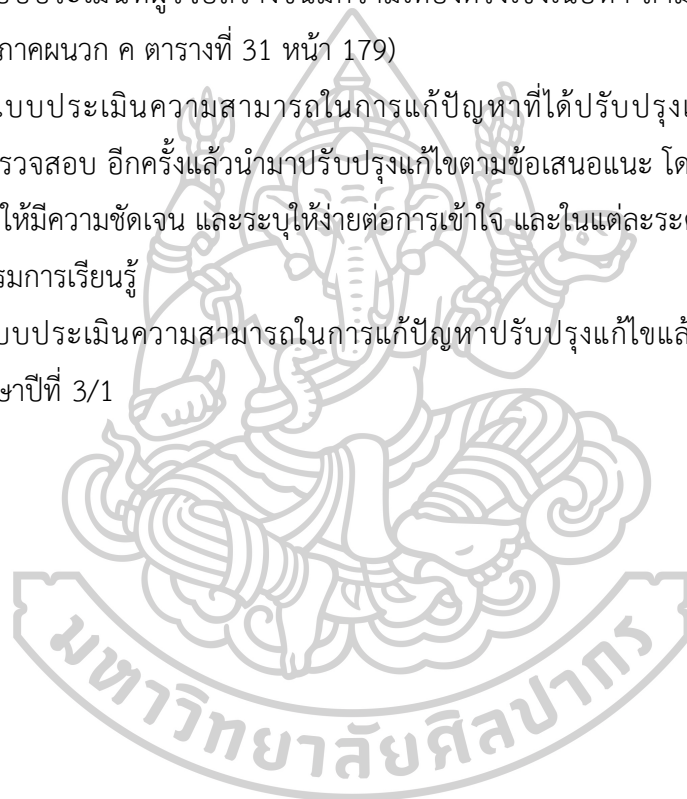 (ภาคผนวก ค ตารางที่ 31 หน้า 179)
แบบประเมินความสามารถในการแก้ปัญหาที่ได้ปรับปรุง
ตรวจสอบ อีกครั้งแล้วนำมาปรับปรุงแก้ไขตามข้อเสนอแนะ
ให้มีความชัดเจน และระบุให้ง่ายต่อการเข้าใจ และในแต่ละ
การเรียนรู้
แบบประเมินความสามารถในการแก้ปัญหาปรับปรุงแก้ไข
ปีที่ 3/1
มหาวิทยาลัยศิลปากร